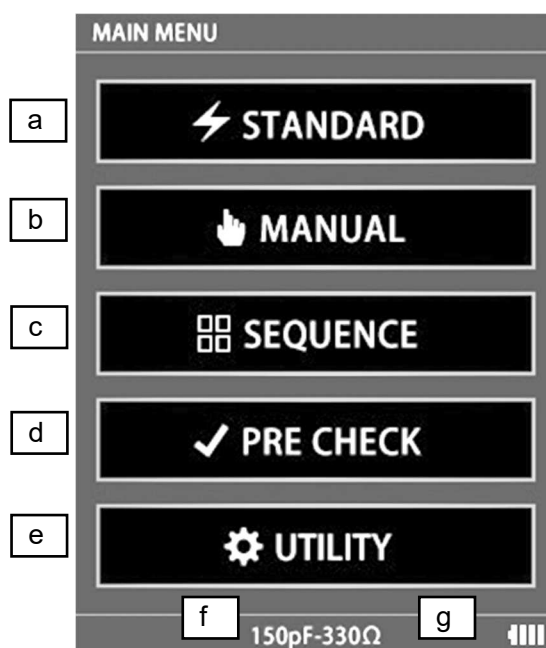 MAIN MENU
a
STANDARD
b
MANUAL
c
SEQUENCE
d
PRE CHECK
e
UTILITY
f
150pF-330Ω
g